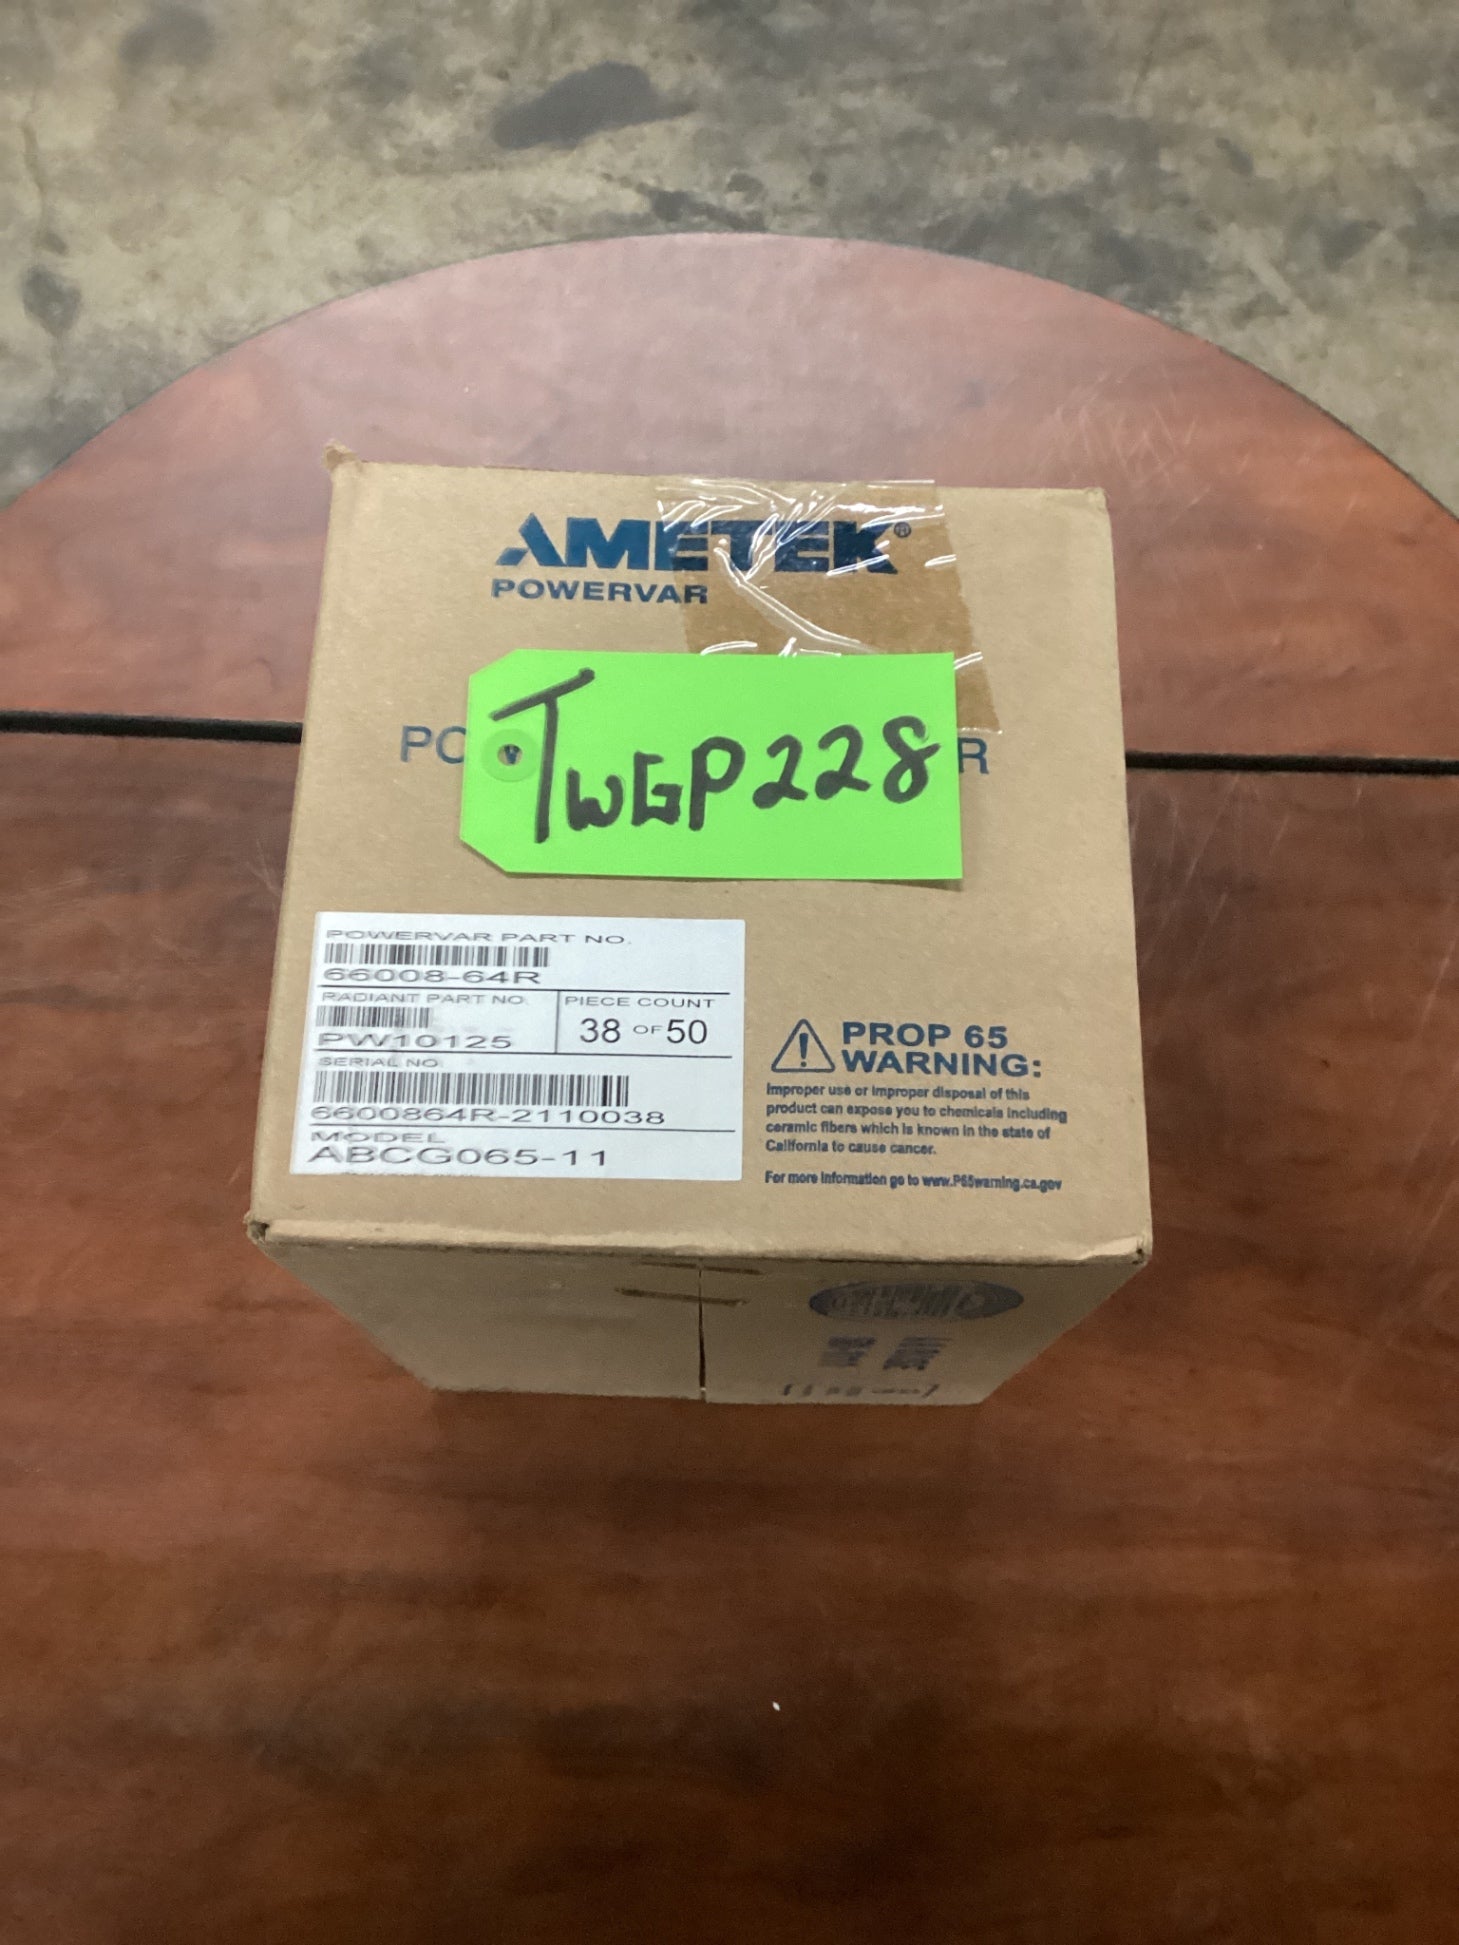 AMETEK®
POWERVAR
TWGP228
POWERVAR PART NO.
66008-64R
RADIANT PART NO.
PW10125
PIECE COUNT
38 OF 50
SERIAL NO.
6600864R-2110038
MODEL
ABCG065-11
PROP 65
WARNING:
Improper use or improper disposal of this
product can expose you to chemicals including
ceramic fibers which is known in the state of
California to cause cancer.
For more information go to www.P65warning.ca.gov